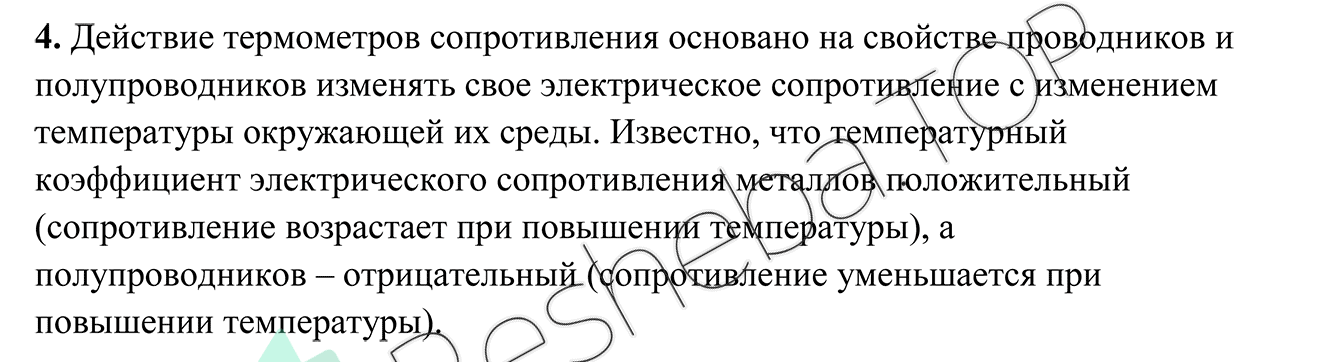 4. Действие термометров сопротивления основано на свойстве проводников и
полупроводников изменять свое электрическое сопротивление с изменением
температуры окружающей их среды. Известно, что температурный
коэффициент электрического сопротивления металлов положительный
(сопротивление возрастает при повышении температуры), а
полупроводников – отрицательный (сопротивление уменьшается при
повышении температуры).
Resheba TOP